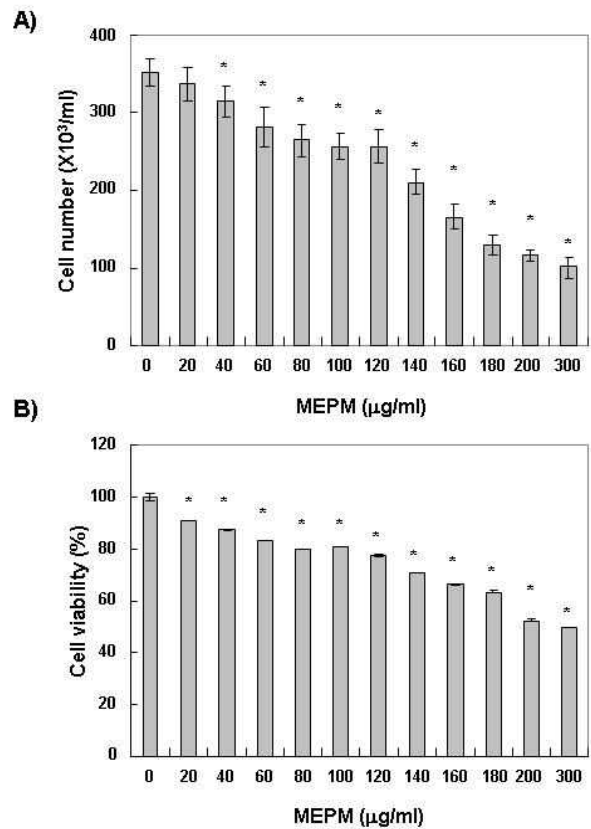 A)
Cell number (X10³/ml)
400
300
200
100
0
* * * * * * * * * *
0 20 40 60 80 100 120 140 160 180 200 300
MEPM (μg/ml)
B)
Cell viability (%)
120
100
80
60
40
20
0
* * * * * * * * * * *
0 20 40 60 80 100 120 140 160 180 200 300
MEPM (μg/ml)